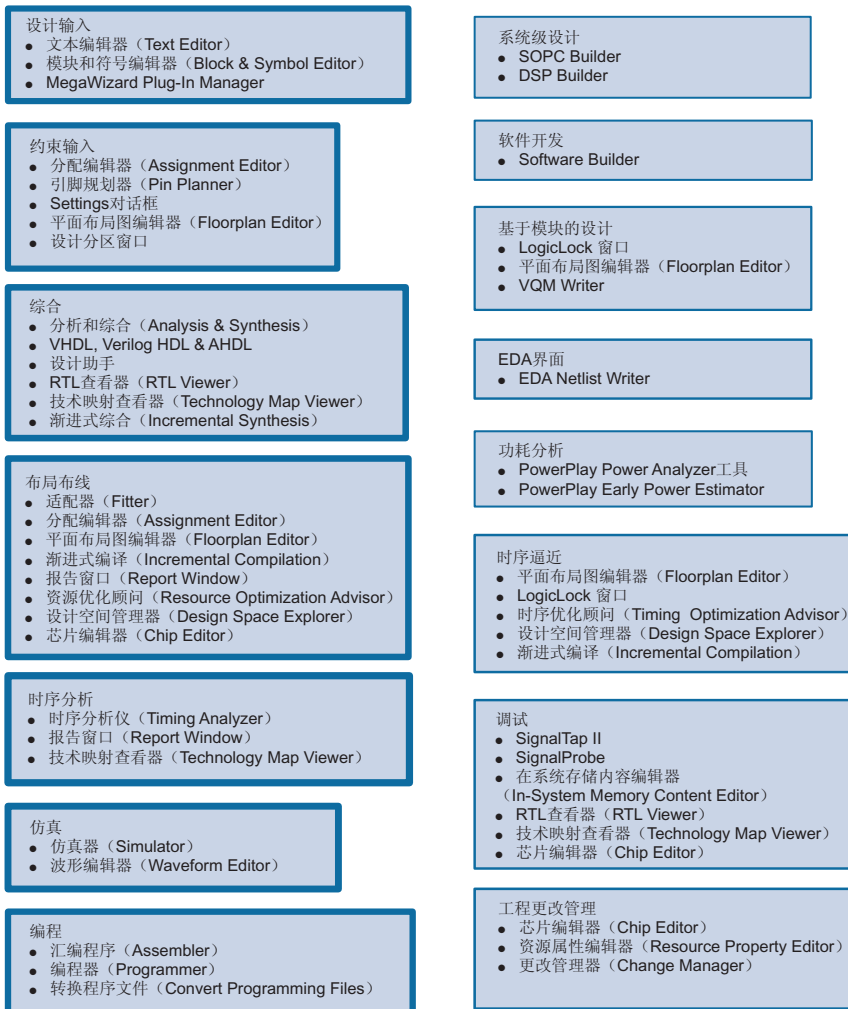 设计输入
● 文本编辑器（Text Editor）
● 模块和符号编辑器（Block & Symbol Editor）
● MegaWizard Plug-In Manager
约束输入
● 分配编辑器（Assignment Editor）
● 引脚规划器（Pin Planner）
● Settings对话框
● 平面布局图编辑器（Floorplan Editor）
● 设计分区窗口
综合
● 分析和综合（Analysis & Synthesis）
● VHDL, Verilog HDL & AHDL
● 设计助手
● RTL查看器（RTL Viewer）
● 技术映射查看器（Technology Map Viewer）
● 渐进式综合（Incremental Synthesis）
布局布线
● 适配器（Fitter）
● 分配编辑器（Assignment Editor）
● 平面布局图编辑器（Floorplan Editor）
● 渐进式编译（Incremental Compilation）
● 报告窗口（Report Window）
● 资源优化顾问（Resource Optimization Advisor）
● 设计空间管理器（Design Space Explorer）
● 芯片编辑器（Chip Editor）
时序分析
● 时序分析仪（Timing Analyzer）
● 报告窗口（Report Window）
● 技术映射查看器（Technology Map Viewer）
仿真
● 仿真器（Simulator）
● 波形编辑器（Waveform Editor）
编程
● 汇编程序（Assembler）
● 编程器（Programmer）
● 转换程序文件（Convert Programming Files）
系统级设计
● SOPC Builder
● DSP Builder
软件开发
● Software Builder
基于模块的设计
● LogicLock 窗口
● 平面布局图编辑器（Floorplan Editor）
● VQM Writer
EDA界面
● EDA Netlist Writer
功耗分析
● PowerPlay Power Analyzer工具
● PowerPlay Early Power Estimator
时序逼近
● 平面布局图编辑器（Floorplan Editor）
● LogicLock 窗口
● 时序优化顾问（Timing Optimization Advisor）
● 设计空间管理器（Design Space Explorer）
● 渐进式编译（Incremental Compilation）
调试
● SignalTap II
● SignalProbe
● 在系统存储内容编辑器
（In-System Memory Content Editor）
● RTL查看器（RTL Viewer）
● 技术映射查看器（Technology Map Viewer）
● 芯片编辑器（Chip Editor）
工程更改管理
● 芯片编辑器（Chip Editor）
● 资源属性编辑器（Resource Property Editor）
● 更改管理器（Change Manager）